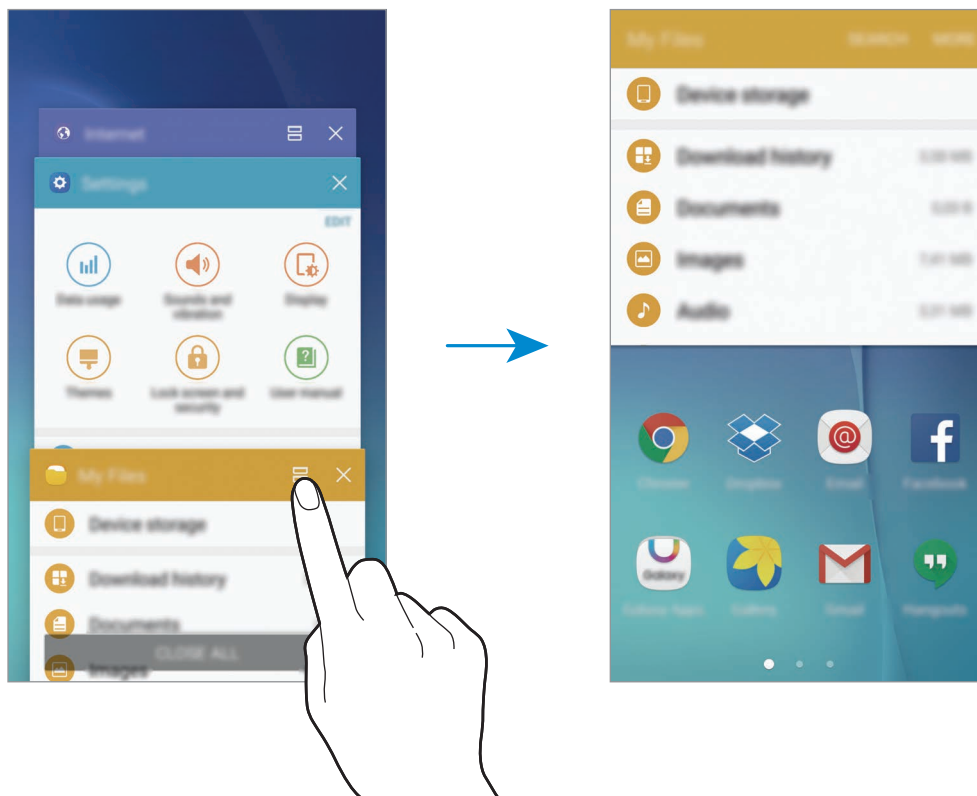 Internet
Settings
EDIT
Data usage
Sounds and vibration
Display
Themes
Lock screen and security
User manual
My Files
Device storage
Download history
Documents
CLOSE ALL
Images
My Files
SEARCH MORE
Device storage
Download history
Documents
Images
Audio
Chrome
Dropbox
Email
Facebook
Galaxy
Galaxy Apps
Gallery
Gmail
Hangouts